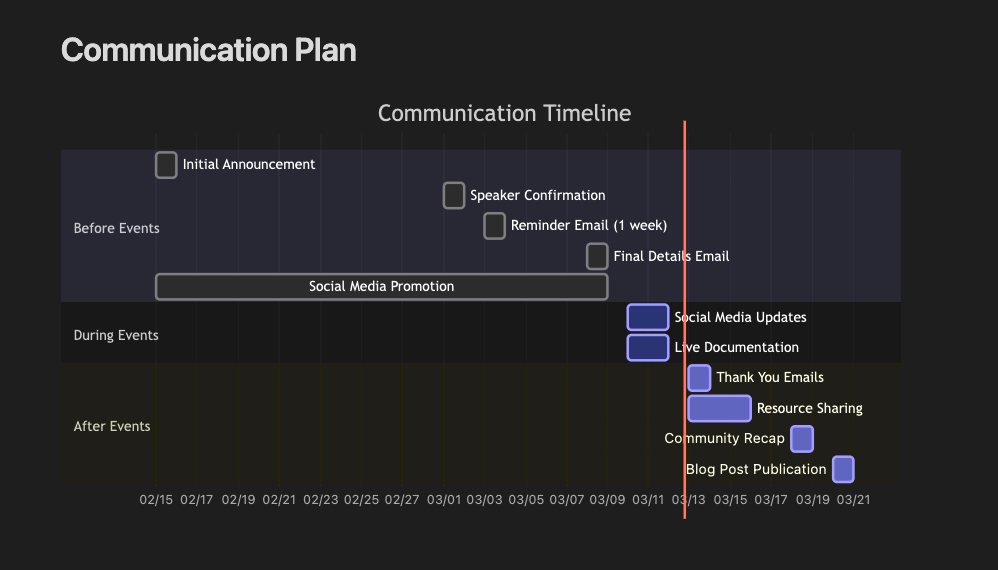 Communication Plan
Communication Timeline
Initial Announcement
Speaker Confirmation
Reminder Email (1 week)
Before Events
Final Details Email
Social Media Promotion
Social Media Updates
During Events
Live Documentation
Thank You Emails
Resource Sharing
After Events
Community Recap
Blog Post Publication
02/15 02/17 02/19 02/21 02/23 02/25 02/27 03/01 03/03 03/05 03/07 03/09 03/11 03/13 03/15 03/17 03/19 03/21